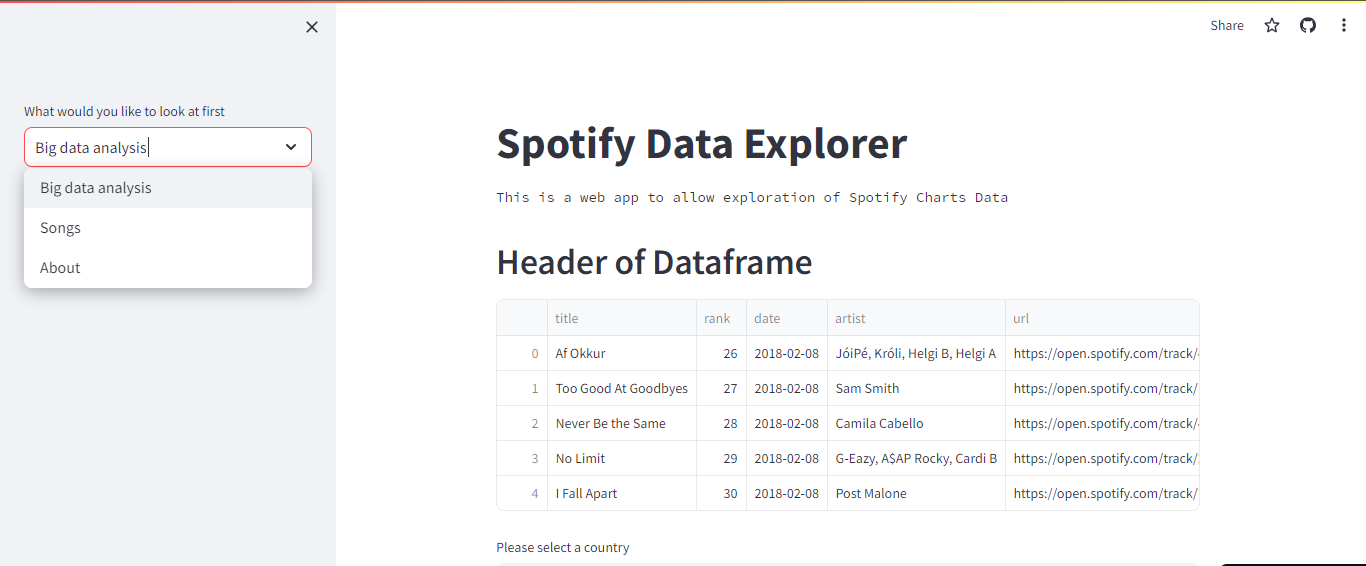 Share
What would you like to look at first
Big data analysis
Big data analysis
Songs
About
Spotify Data Explorer
This is a web app to allow exploration of Spotify Charts Data
Header of Dataframe
title rank date artist url
0 Af Okkur 26 2018-02-08 JóiPé, Króli, Helgi B, Helgi A https://open.spotify.com/track/
1 Too Good At Goodbyes 27 2018-02-08 Sam Smith https://open.spotify.com/track/
2 Never Be the Same 28 2018-02-08 Camila Cabello https://open.spotify.com/track/
3 No Limit 29 2018-02-08 G-Eazy, A$AP Rocky, Cardi B https://open.spotify.com/track/
4 I Fall Apart 30 2018-02-08 Post Malone https://open.spotify.com/track/
Please select a country